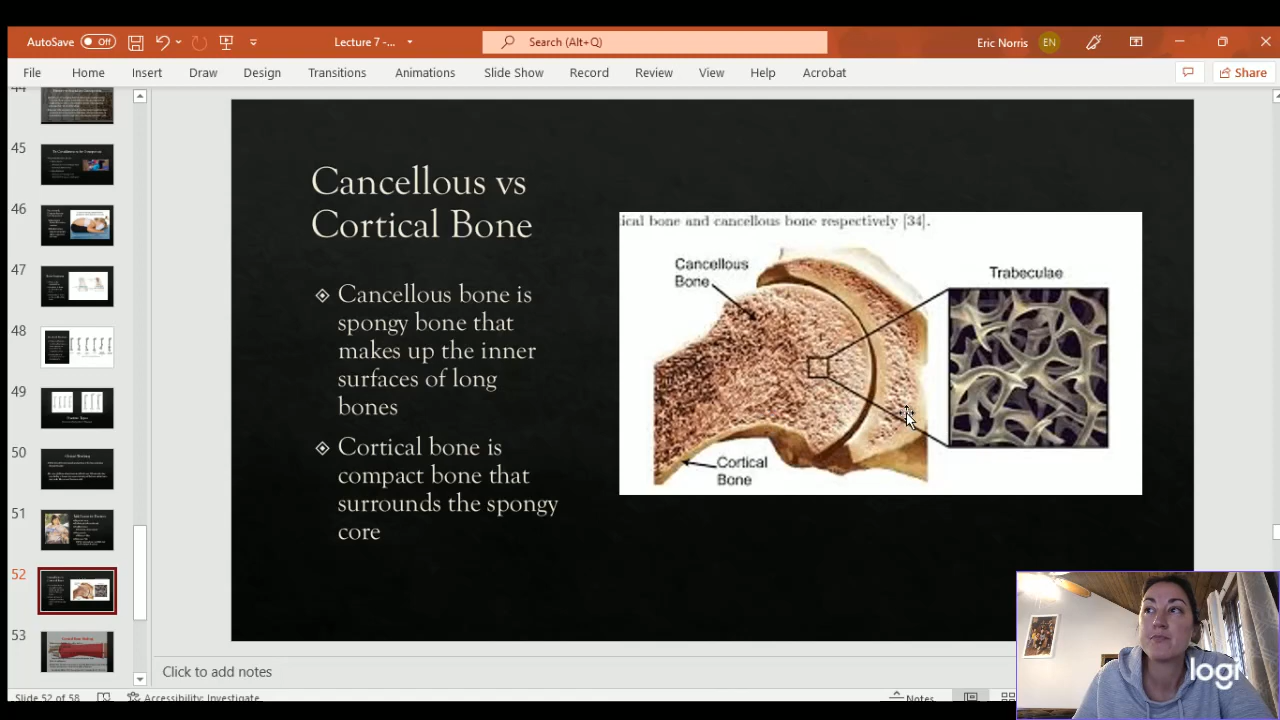 AutoSave Off Lecture 7 -... Search (Alt+Q) Eric Norris EN
File Home Insert Draw Design Transitions Animations Slide Show Record Review View Help Acrobat Share
44
45
46
47
48
49
50
51
52
53
Cancellous vs
Cortical Bone
Cancellous bone is
spongy bone that
makes up the inner
surfaces of long
bones
Cortical bone is
compact bone that
surrounds the spongy
core
ical bone and cancellous bone respectively [34].
Cancellous
Bone
Trabeculae
Cortical
Bone
Click to add notes
Slide 52 of 58 Accessibility: Investigate Notes
logi